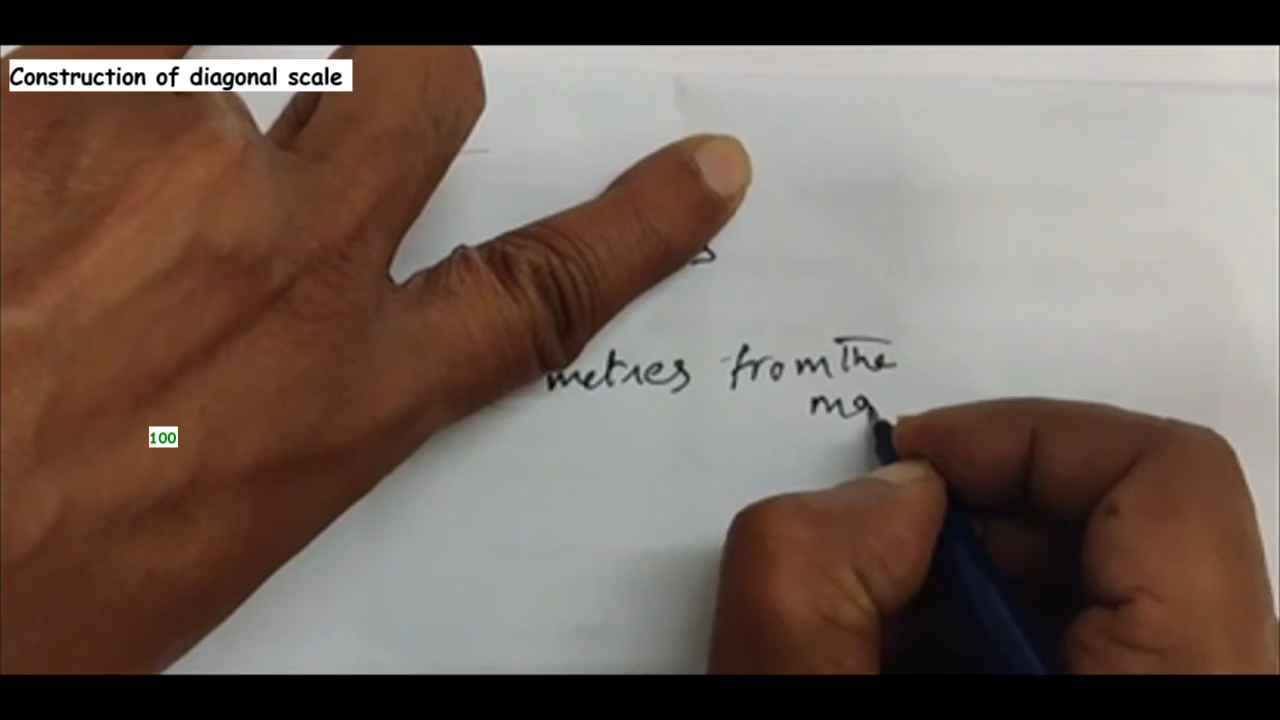 Construction of diagonal scale
metres from the
100